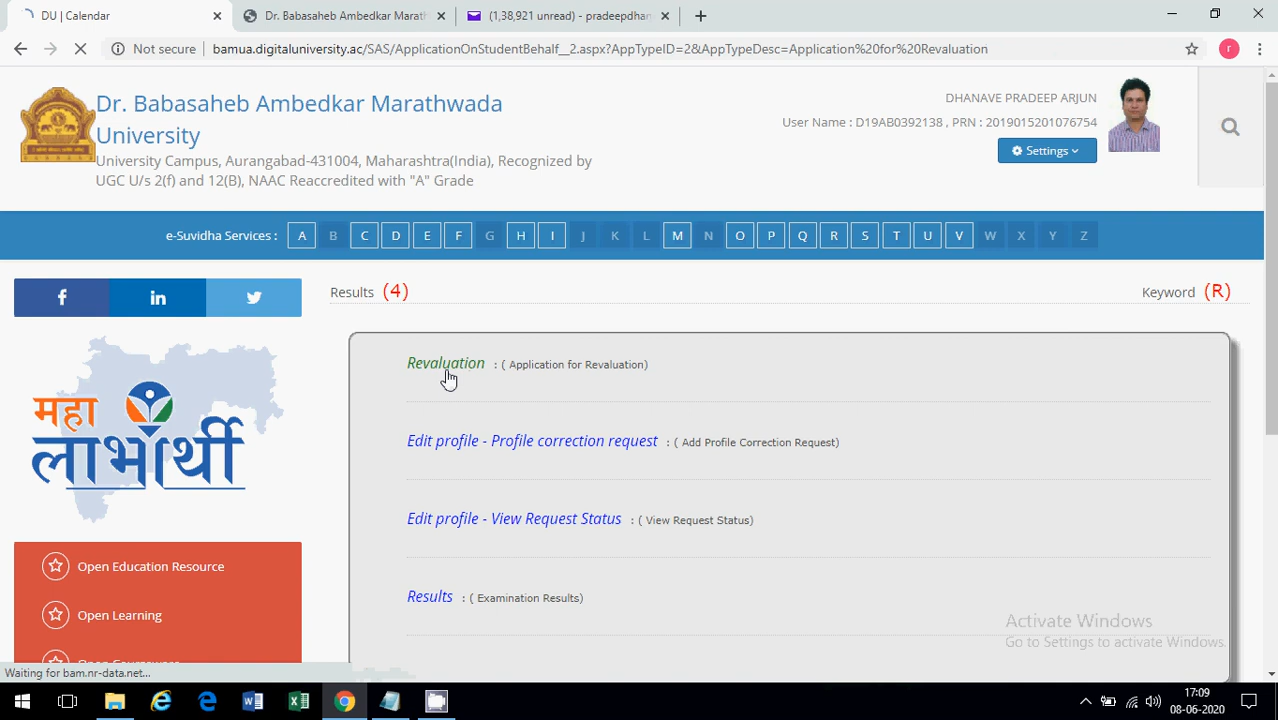 DU | Calendar
Dr. Babasaheb Ambedkar Marath
(1,38,921 unread) - pradeepdhan
Not secure
bamua.digitaluniversity.ac/SAS/ApplicationOnStudentBehalf__2.aspx?AppTypeID=2&AppTypeDesc=Application%20for%20Revaluation
r
Dr. Babasaheb Ambedkar Marathwada
University
University Campus, Aurangabad-431004, Maharashtra(India), Recognized by
UGC U/s 2(f) and 12(B), NAAC Reaccredited with "A" Grade
DHANAVE PRADEEP ARJUN
User Name : D19AB0392138 , PRN : 2019015201076754
Settings
e-Suvidha Services : A B C D E F G H I J K L M N O P Q R S T U V W X Y Z
Results (4)
Keyword (R)
Revaluation : ( Application for Revaluation)
Edit profile - Profile correction request : ( Add Profile Correction Request)
Edit profile - View Request Status : ( View Request Status)
Results : ( Examination Results)
महा
लाभार्थी
Open Education Resource
Open Learning
Activate Windows
Go to Settings to activate Windows.
Waiting for bam.nr-data.net...
17:09
08-06-2020